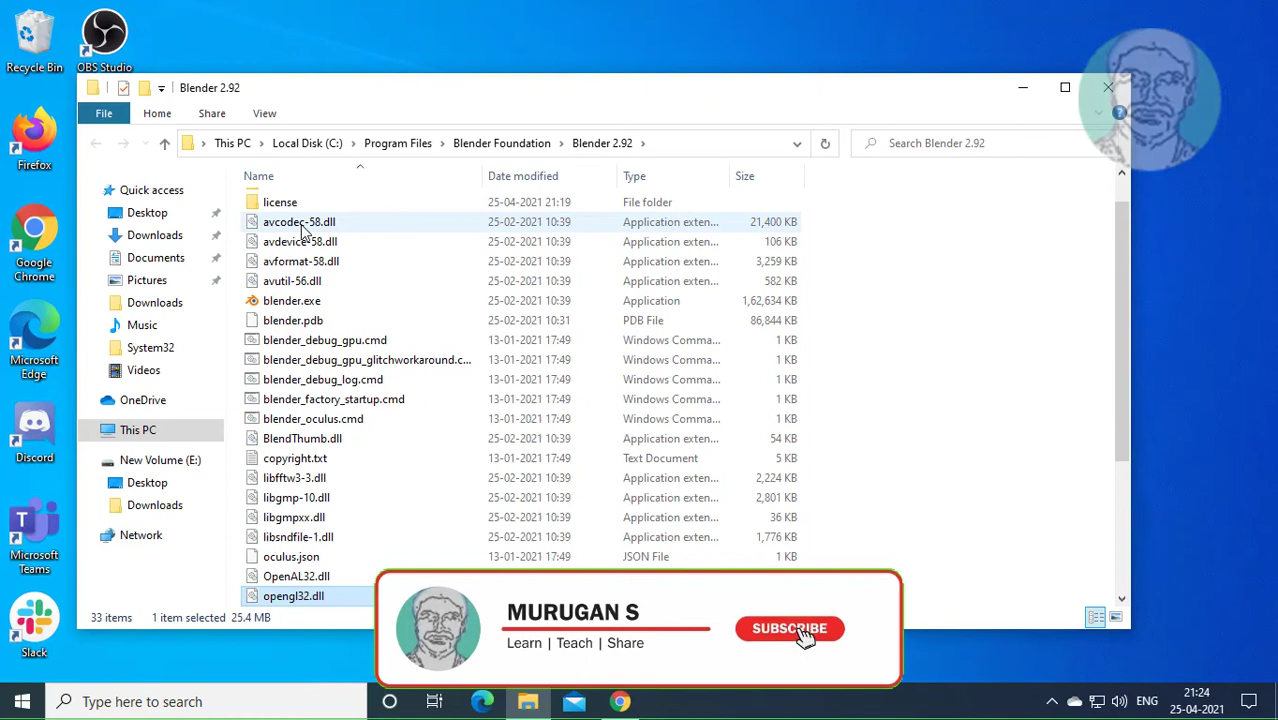 Recycle Bin
OBS Studio
Firefox
Google
Chrome
Microsoft
Edge
Discord
Microsoft
Teams
Slack
Blender 2.92
File Home Share View
This PC Local Disk (C:) Program Files Blender Foundation Blender 2.92
Search Blender 2.92
Quick access
Desktop
Downloads
Documents
Pictures
Downloads
Music
System32
Videos
OneDrive
This PC
New Volume (E:)
Desktop
Downloads
Network
Name Date modified Type Size
license 25-04-2021 21:19 File folder
avcodec-58.dll 25-02-2021 10:39 Application exten... 21,400 KB
avdevice-58.dll 25-02-2021 10:39 Application exten... 106 KB
avformat-58.dll 25-02-2021 10:39 Application exten... 3,259 KB
avutil-56.dll 25-02-2021 10:39 Application exten... 582 KB
blender.exe 25-02-2021 10:39 Application 1,62,634 KB
blender.pdb 25-02-2021 10:31 PDB File 86,844 KB
blender_debug_gpu.cmd 13-01-2021 17:49 Windows Comma... 1 KB
blender_debug_gpu_glitchworkaround.c... 13-01-2021 17:49 Windows Comma... 1 KB
blender_debug_log.cmd 13-01-2021 17:49 Windows Comma... 1 KB
blender_factory_startup.cmd 13-01-2021 17:49 Windows Comma... 1 KB
blender_oculus.cmd 13-01-2021 17:49 Windows Comma... 1 KB
BlendThumb.dll 25-02-2021 10:39 Application exten... 54 KB
copyright.txt 13-01-2021 17:49 Text Document 5 KB
libfftw3-3.dll 25-02-2021 10:39 Application exten... 2,224 KB
libgmp-10.dll 25-02-2021 10:39 Application exten... 2,801 KB
libgmpxx.dll 25-02-2021 10:39 Application exten... 36 KB
libsndfile-1.dll 25-02-2021 10:39 Application exten... 1,776 KB
oculus.json 13-01-2021 17:49 JSON File 1 KB
OpenAL32.dll
opengl32.dll
33 items 1 item selected 25.4 MB
MURUGAN S
Learn | Teach | Share
SUBSCRIBE
Type here to search
ENG
21:24
25-04-2021